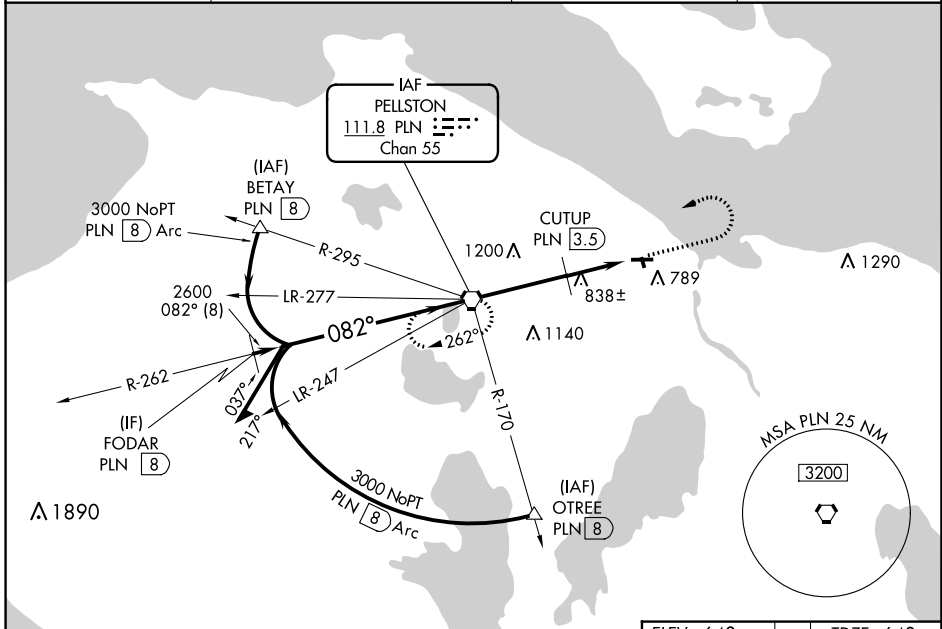 IAF
PELLSTON
111.8 PLN
Chan 55
(IAF)
BETAY
PLN 8
3000 NoPT
PLN 8 Arc
R-295
1200
CUTUP
PLN 3.5
789
838±
1290
2600
082° (8)
LR-277
082°
262°
1140
R-262
037°
217°
LR-247
R-170
(IF)
FODAR
PLN 8
3000 NoPT
PLN 8 Arc
(IAF)
OTREE
PLN 8
1890
MSA PLN 25 NM
3200